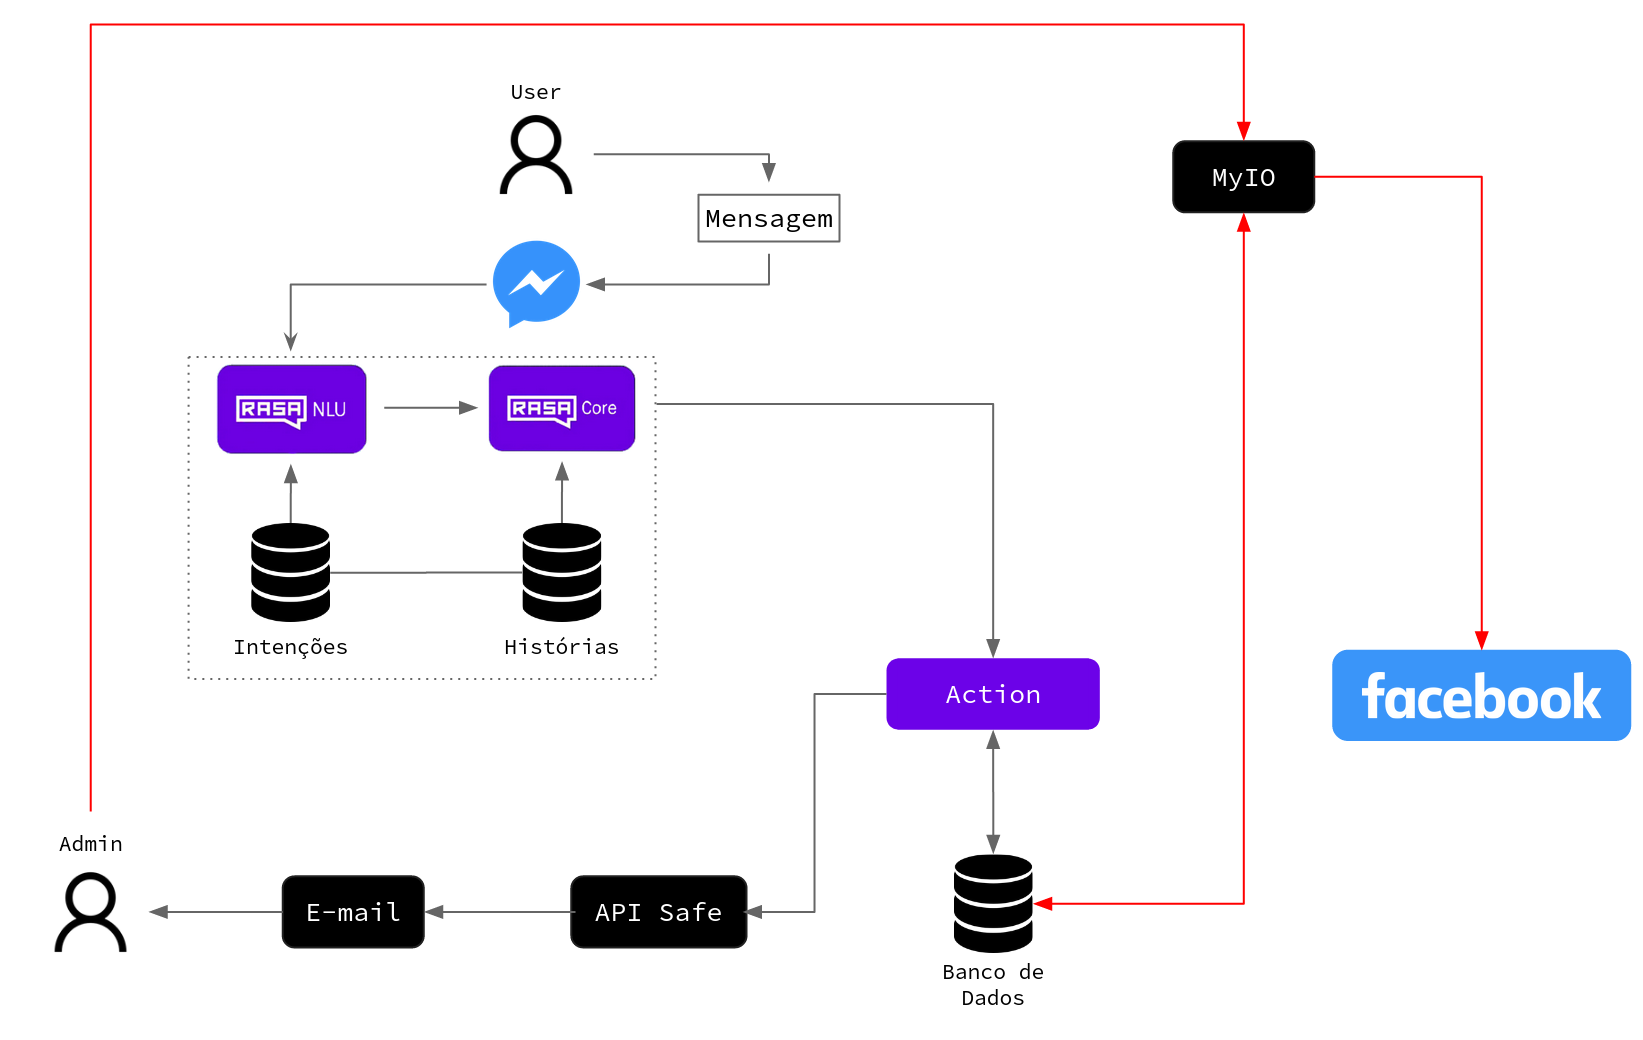 User
Mensagem
MyIO
RASA NLU
RASA Core
Intenções
Histórias
Action
facebook
Admin
E-mail
API Safe
Banco de
Dados